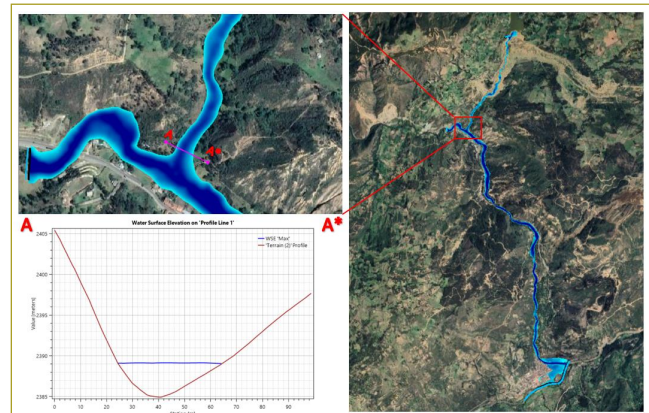 A
A*
A
A*
Water Surface Elevation on 'Profile Line 1'
WSE 'Max'
'Terrain (2)' Profile
Value [meters]
2405
2400
2395
2390
2385
0
10
20
30
40
50
60
70
80
90